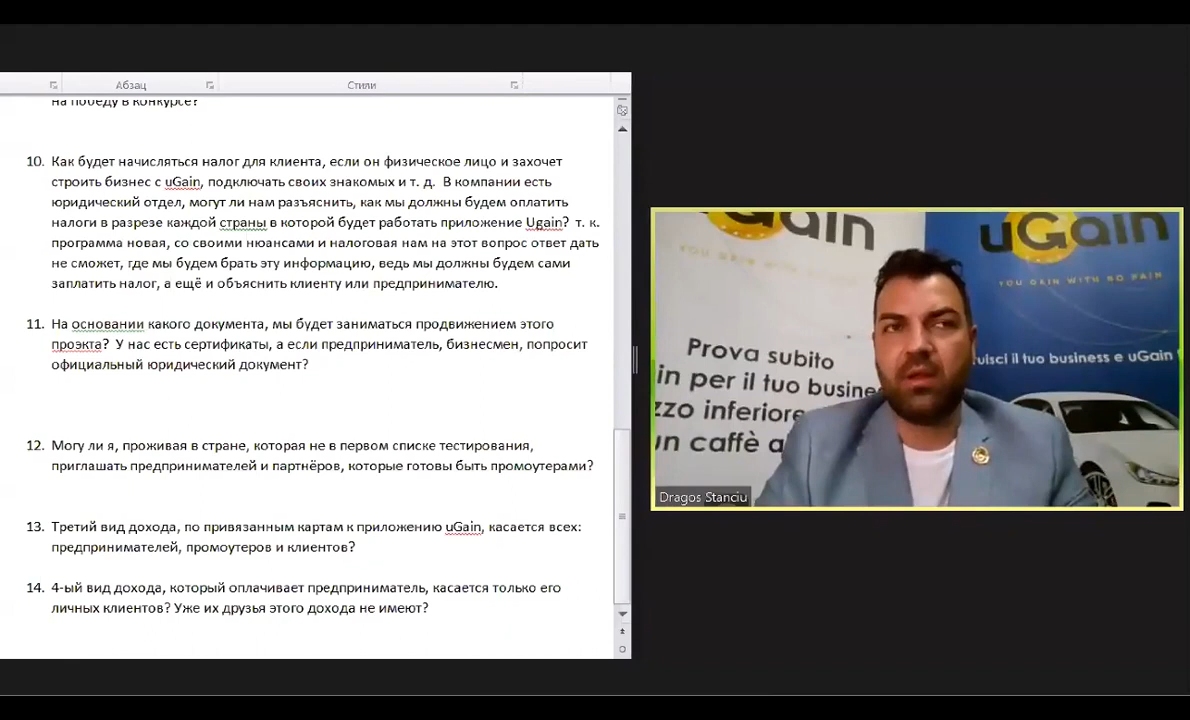 Абзац
Стили
на победу в конкурсе?
10. Как будет начисляться налог для клиента, если он физическое лицо и захочет
строить бизнес с uGain, подключать своих знакомых и т. д. В компании есть
юридический отдел, могут ли нам разъяснить, как мы должны будем оплатить
налоги в разрезе каждой страны в которой будет работать приложение Ugain? т. к.
программа новая, со своими нюансами и налоговая нам на этот вопрос ответ дать
не сможет, где мы будем брать эту информацию, ведь мы должны будем сами
заплатить налог, а ещё и объяснить клиенту или предпринимателю.
11. На основании какого документа, мы будет заниматься продвижением этого
проэкта? У нас есть сертификаты, а если предприниматель, бизнесмен, попросит
официальный юридический документ?
12. Могу ли я, проживая в стране, которая не в первом списке тестирования,
приглашать предпринимателей и партнёров, которые готовы быть промоутерами?
13. Третий вид дохода, по привязанным картам к приложению uGain, касается всех:
предпринимателей, промоутеров и клиентов?
14. 4-ый вид дохода, который оплачивает предприниматель, касается только его
личных клиентов? Уже их друзья этого дохода не имеют?
uGain
YOU GAIN WITH NO PAIN
Prova subito
in per il tuo busine
zzo inferiore
un caffè a
uisci il tuo business e uGain
Dragos Stanciu